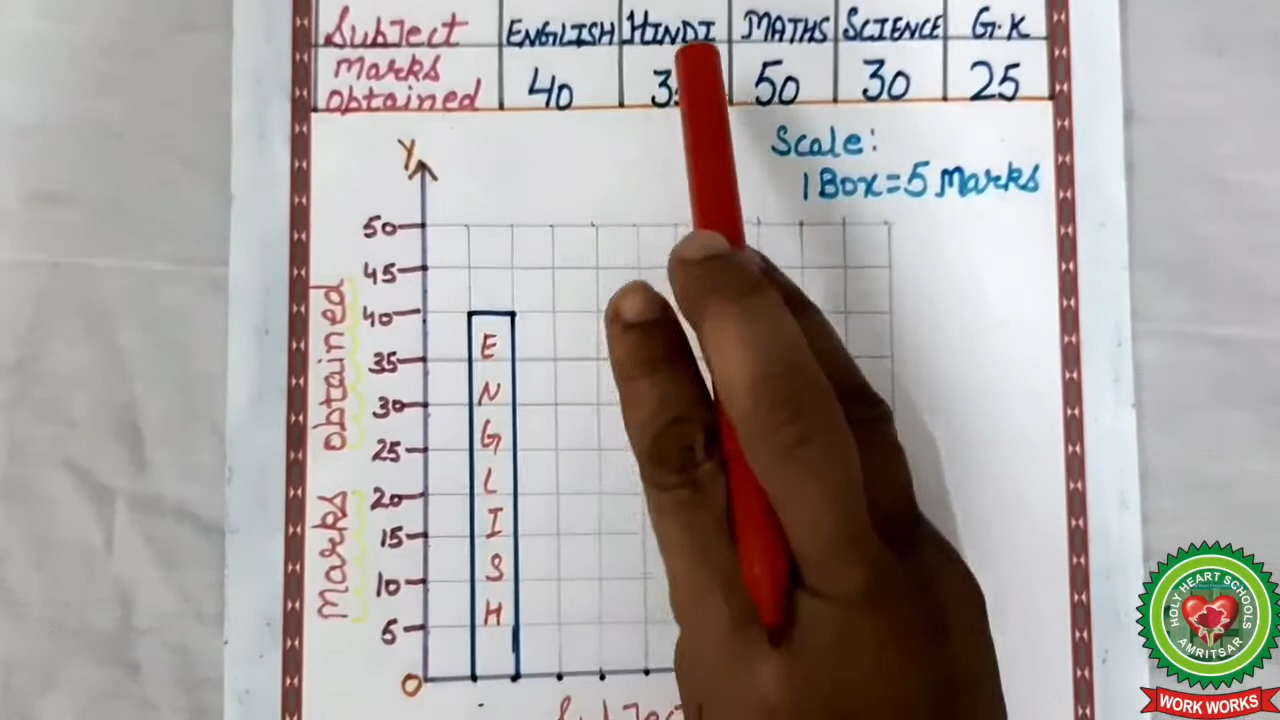 Subject ENGLISH HINDI MATHS SCIENCE G.K
Marks obtained 40 50 30 25
Scale:
1 Box=5 Marks
Y
50
45
40
35
30
25
20
15
10
5
0
Marks obtained
ENGLISH
HOLY HEART SCHOOLS
AMRITSAR
WORK WORKS